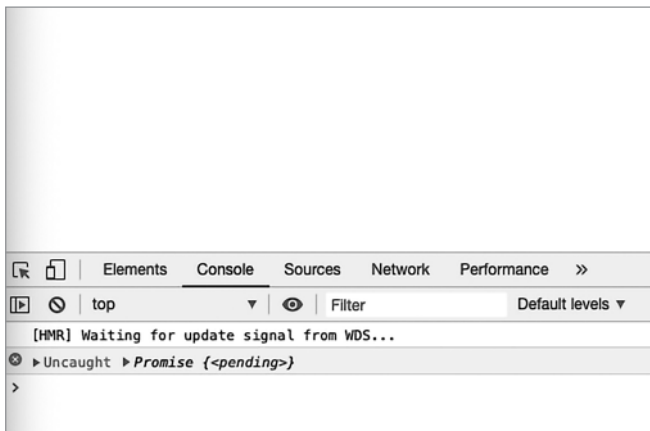 Elements Console Sources Network Performance »
top ▼ Filter Default levels ▼
[HMR] Waiting for update signal from WDS...
▶Uncaught ▶Promise {<pending>}
>